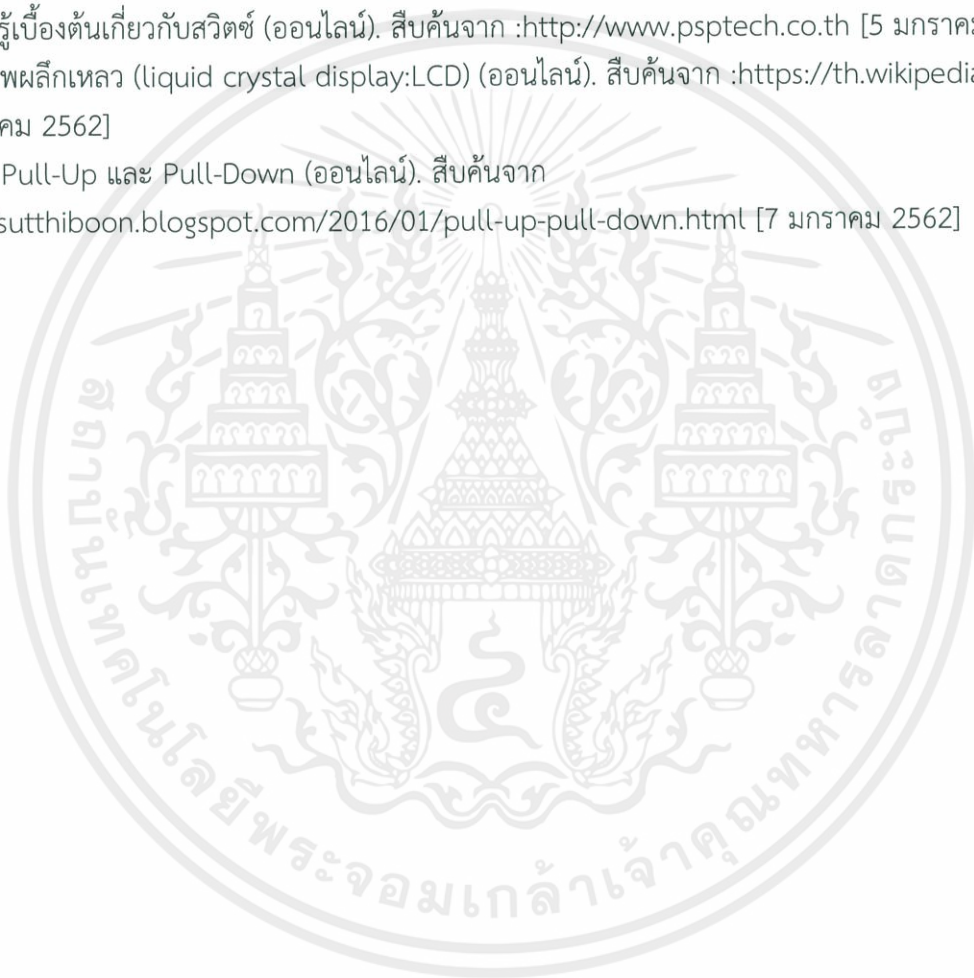 รู้เบื้องต้นเกี่ยวกับสวิตซ์ (ออนไลน์). สืบค้นจาก :http://www.psptech.co.th [5 มกราคม
พผลึกเหลว (liquid crystal display:LCD) (ออนไลน์). สืบค้นจาก :https://th.wikipedia
คม 2562]
Pull-Up และ Pull-Down (ออนไลน์). สืบค้นจาก
sutthiboon.blogspot.com/2016/01/pull-up-pull-down.html [7 มกราคม 2562]
สถาบันเทคโนโลยีพระจอมเกล้าเจ้าคุณทหารลาดกระบัง